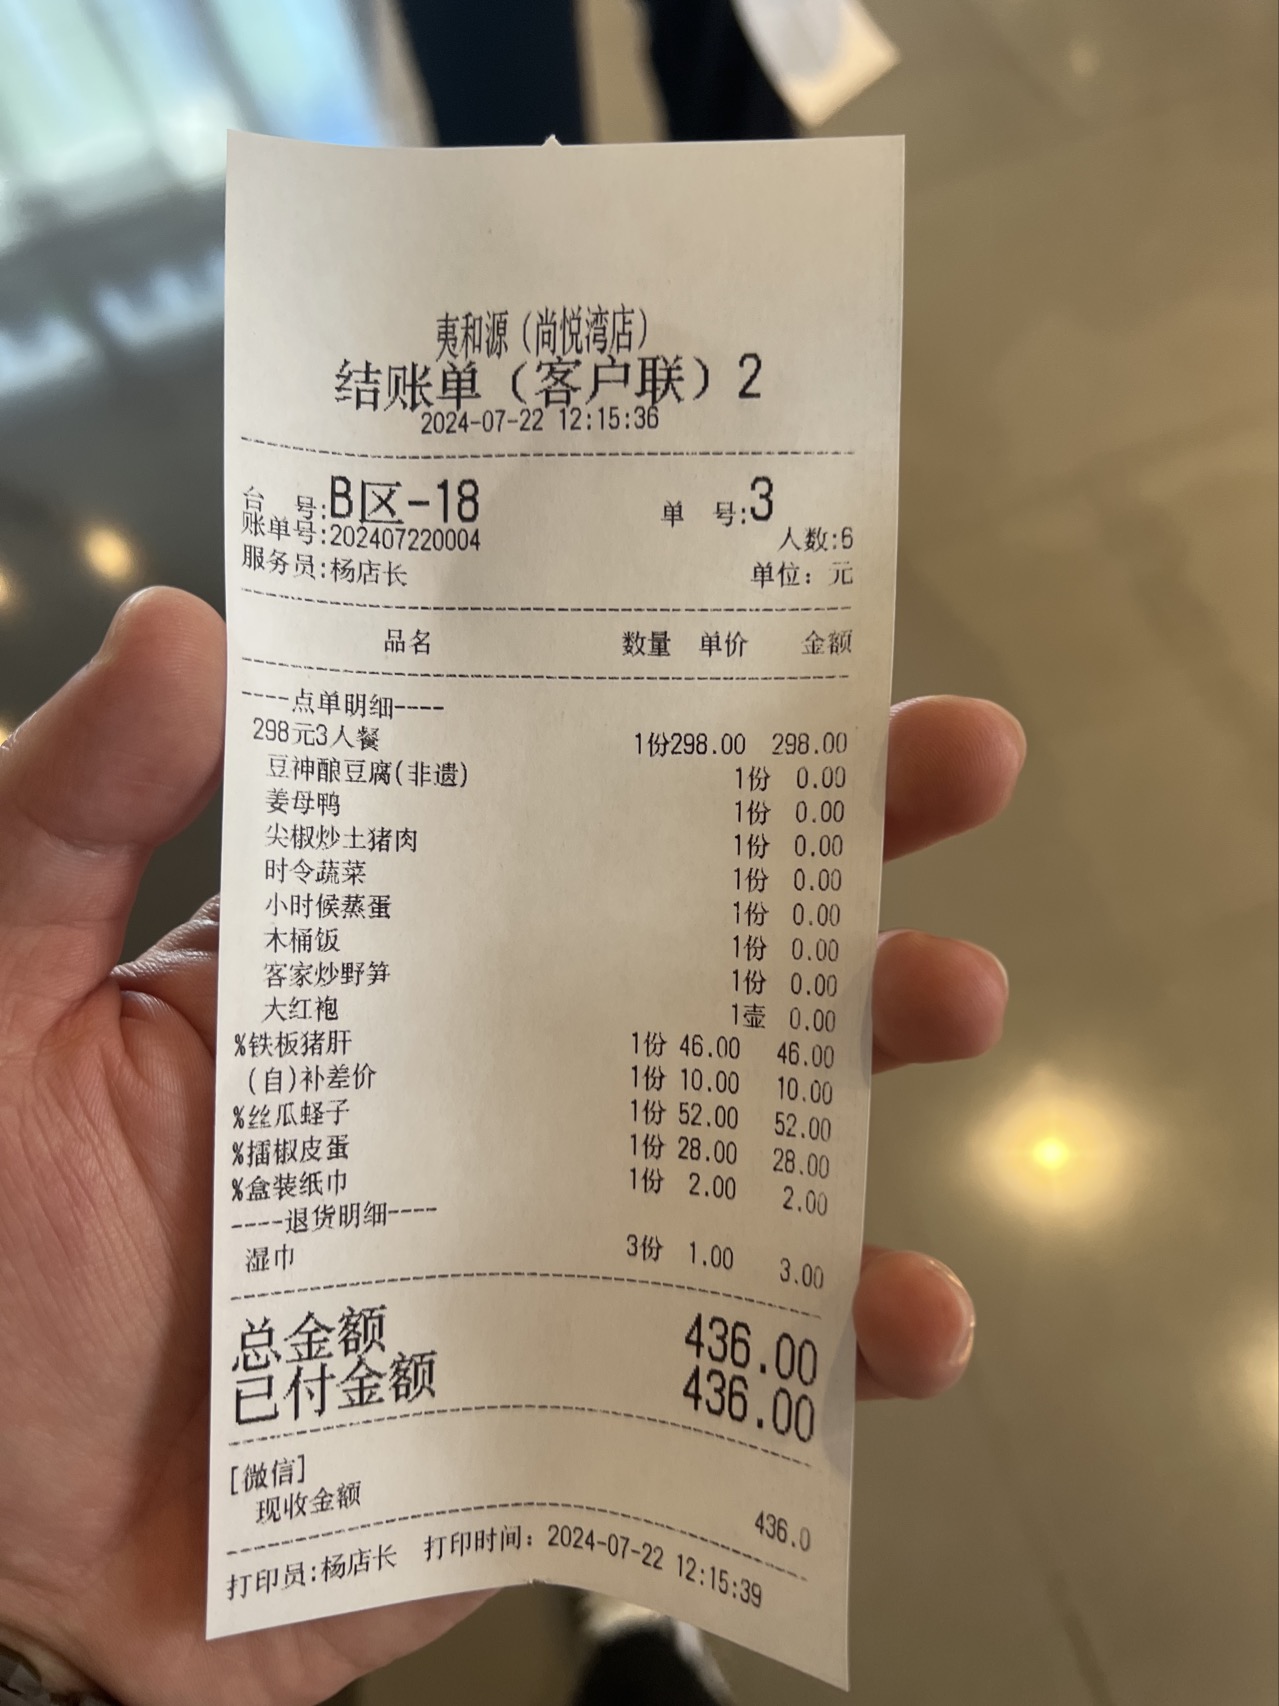 夷和源（尚悦湾店）
结账单（客户联）2
2024-07-22 12:15:36
台 号:B区-18 单 号:3
账单号:202407220004 人数:6
服务员:杨店长 单位：元
品名 数量 单价 金额
----点单明细----
298元3人餐 1份298.00 298.00
豆神酿豆腐(非遗) 1份 0.00
姜母鸭 1份 0.00
尖椒炒土猪肉 1份 0.00
时令蔬菜 1份 0.00
小时候蒸蛋 1份 0.00
木桶饭 1份 0.00
客家炒野笋 1份 0.00
大红袍 1壶 0.00
%铁板猪肝 1份 46.00 46.00
(自)补差价 1份 10.00 10.00
%丝瓜蛏子 1份 52.00 52.00
%擂椒皮蛋 1份 28.00 28.00
%盒装纸巾 1份 2.00 2.00
----退货明细----
湿巾 3份 1.00 3.00
总金额 436.00
已付金额 436.00
[微信]
现收金额 436.0
打印员:杨店长 打印时间：2024-07-22 12:15:39